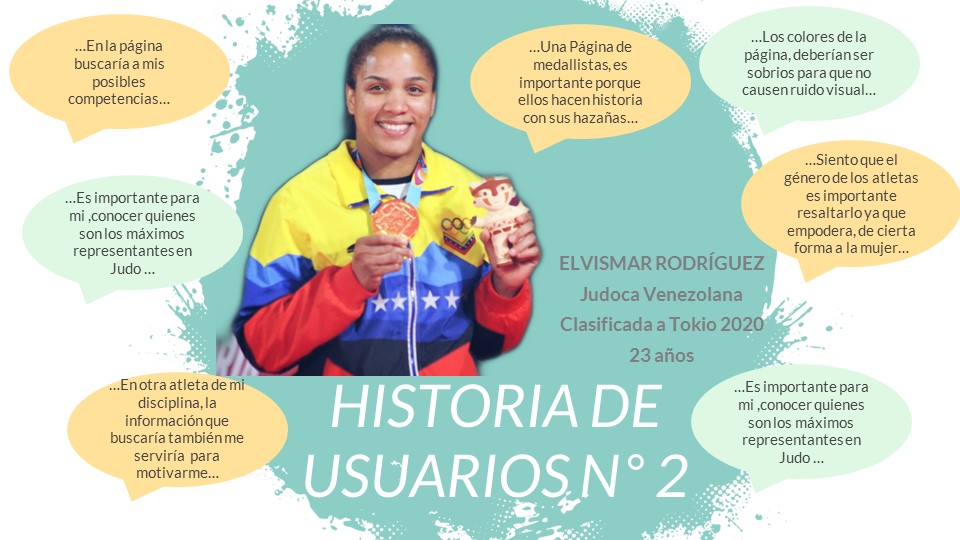 …En la página
buscaría a mis
posibles
competencias…
…Una Página de
medallistas, es
importante porque
ellos hacen historia
con sus hazañas…
…Los colores de la
página, deberían ser
sobrios para que no
causen ruido visual…
…Es importante para
mi ,conocer quienes
son los máximos
representantes en
Judo …
…Siento que el
género de los atletas
es importante
resaltarlo ya que
empodera, de cierta
forma a la mujer…
ELVISMAR RODRÍGUEZ
Judoca Venezolana
Clasificada a Tokio 2020
23 años
…En otra atleta de mi
disciplina, la
información que
buscaría también me
serviría para
motivarme…
…Es importante para
mi ,conocer quienes
son los máximos
representantes en
Judo …
HISTORIA DE
USUARIOS N° 2